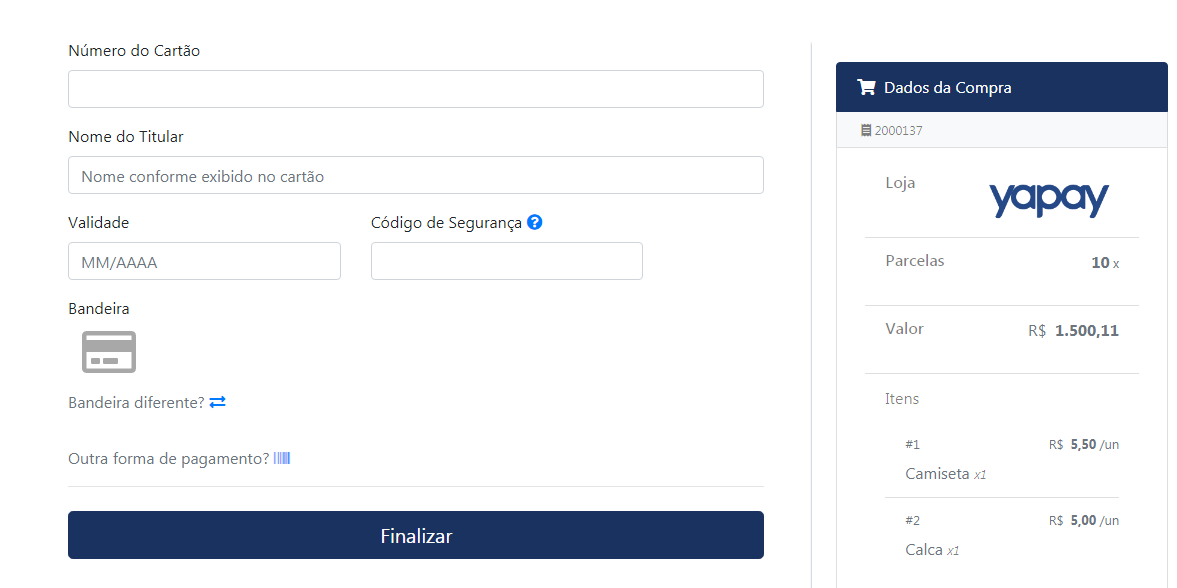 Número do Cartão
Nome do Titular
Nome conforme exibido no cartão
Validade
Código de Segurança ?
MM/AAAA
Bandeira
Bandeira diferente?
Outra forma de pagamento?
Finalizar
Dados da Compra
2000137
Loja yapay
Parcelas 10 x
Valor R$ 1.500,11
Itens
#1 R$ 5,50 /un
Camiseta x1
#2 R$ 5,00 /un
Calca x1